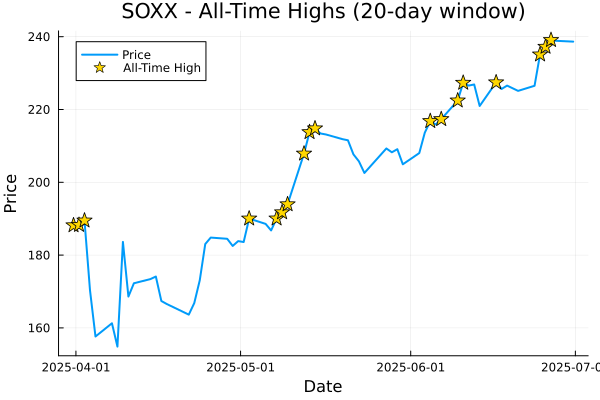 SOXX - All-Time Highs (20-day window)
240
220
200
180
160
Price
Price
All-Time High
2025-04-01
2025-05-01
2025-06-01
2025-07-0
Date